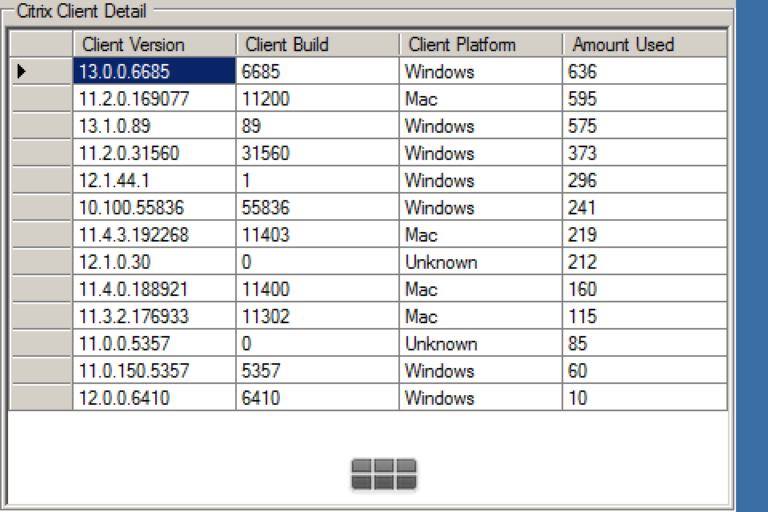 Citrix Client Detail
Client Version Client Build Client Platform Amount Used
13.0.0.6685 6685 Windows 636
11.2.0.169077 11200 Mac 595
13.1.0.89 89 Windows 575
11.2.0.31560 31560 Windows 373
12.1.44.1 1 Windows 296
10.100.55836 55836 Windows 241
11.4.3.192268 11403 Mac 219
12.1.0.30 0 Unknown 212
11.4.0.188921 11400 Mac 160
11.3.2.176933 11302 Mac 115
11.0.0.5357 0 Unknown 85
11.0.150.5357 5357 Windows 60
12.0.0.6410 6410 Windows 10